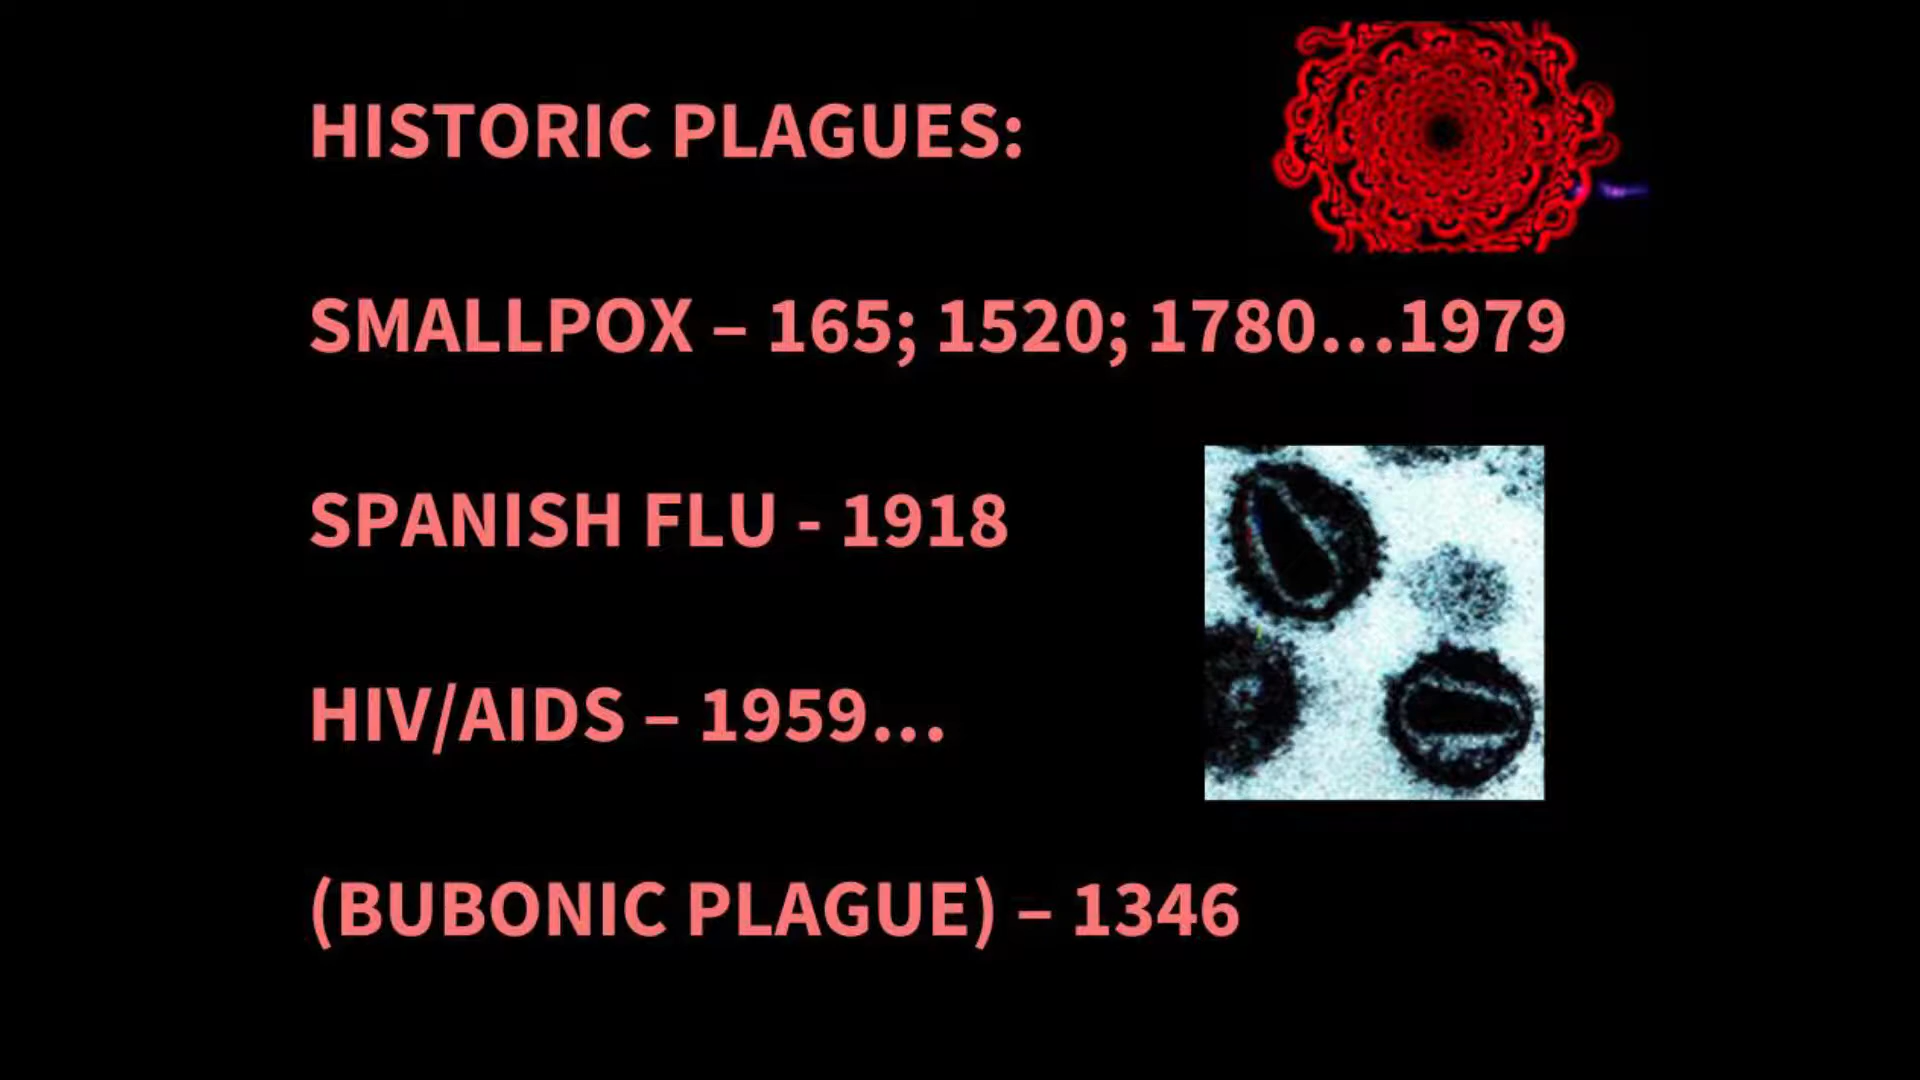 HISTORIC PLAGUES:
SMALLPOX – 165; 1520; 1780...1979
SPANISH FLU - 1918
HIV/AIDS – 1959...
(BUBONIC PLAGUE) – 1346